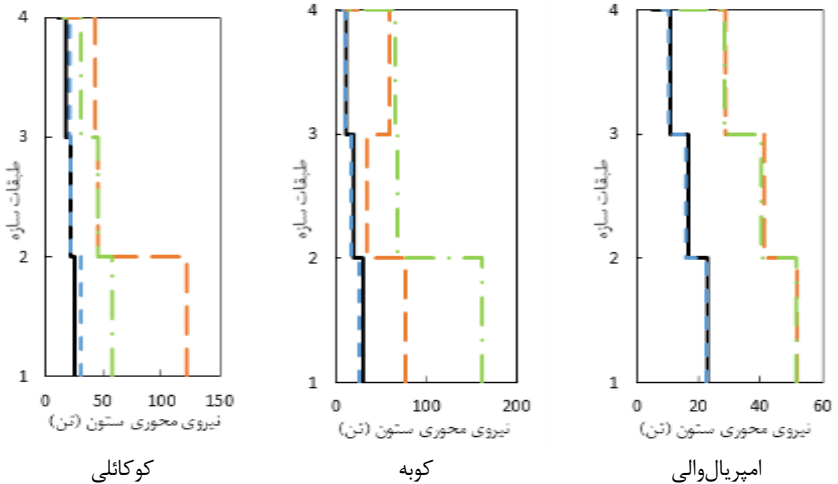 4
3
2
1
طبقات سازه
0 50 100 150
نیروی محوری ستون (تن)
کوکائلی
4
3
2
1
طبقات سازه
0 100 200
نیروی محوری ستون (تن)
کوبه
4
3
2
1
طبقات سازه
0 20 40 60
نیروی محوری ستون (تن)
امپریال‌والی